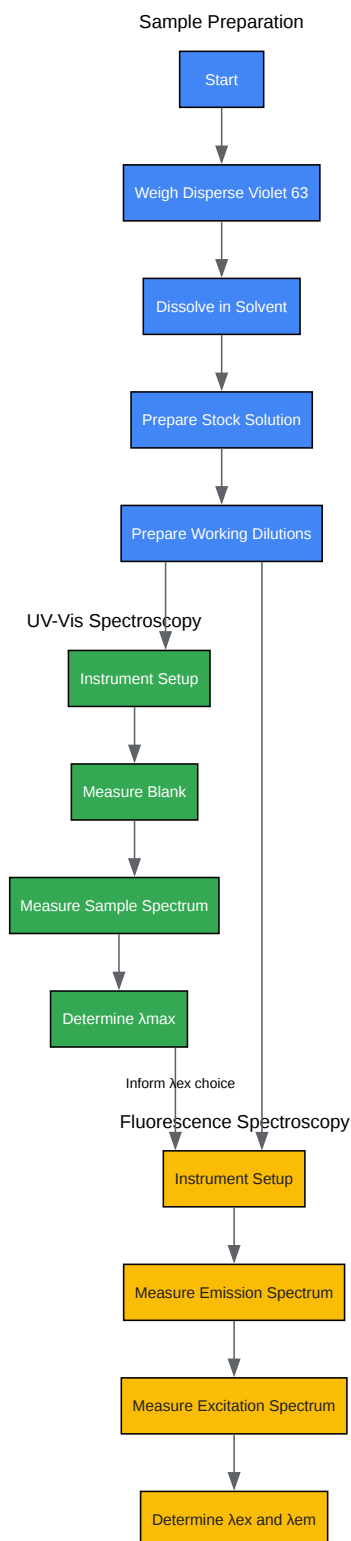 Sample Preparation
Start
Weigh Disperse Violet 63
Dissolve in Solvent
Prepare Stock Solution
Prepare Working Dilutions
UV-Vis Spectroscopy
Instrument Setup
Measure Blank
Measure Sample Spectrum
Determine λmax
Inform λex choice
Fluorescence Spectroscopy
Instrument Setup
Measure Emission Spectrum
Measure Excitation Spectrum
Determine λex and λem